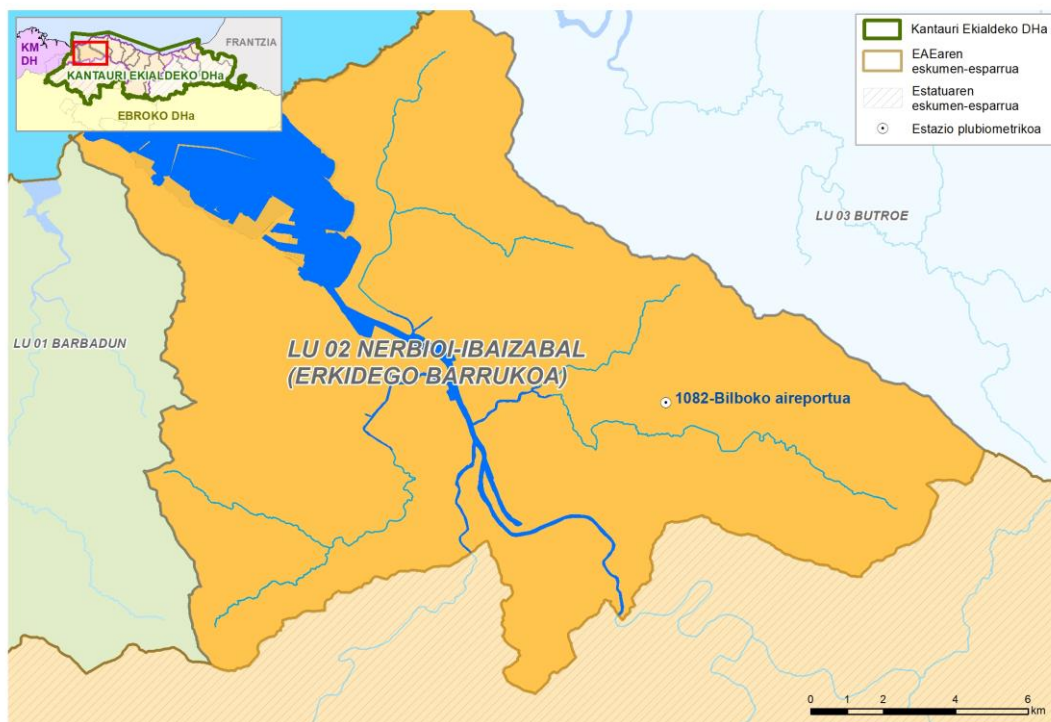 KM
DH
FRANTZIA
KANTAURI EKIALDEKO DHa
EBROKO DHa
Kantauri Ekialdeko DHa
EAEaren
eskumen-esparrua
Estatuaren
eskumen-esparrua
Estazio plubiometrikoa
LU 03 BUTROE
LU 01 BARBADUN
LU 02 NERBIOI-IBAIZABAL
(ERKIDEGO BARRUKOA)
1082-Bilboko aireportua
0 1 2 4 6
km